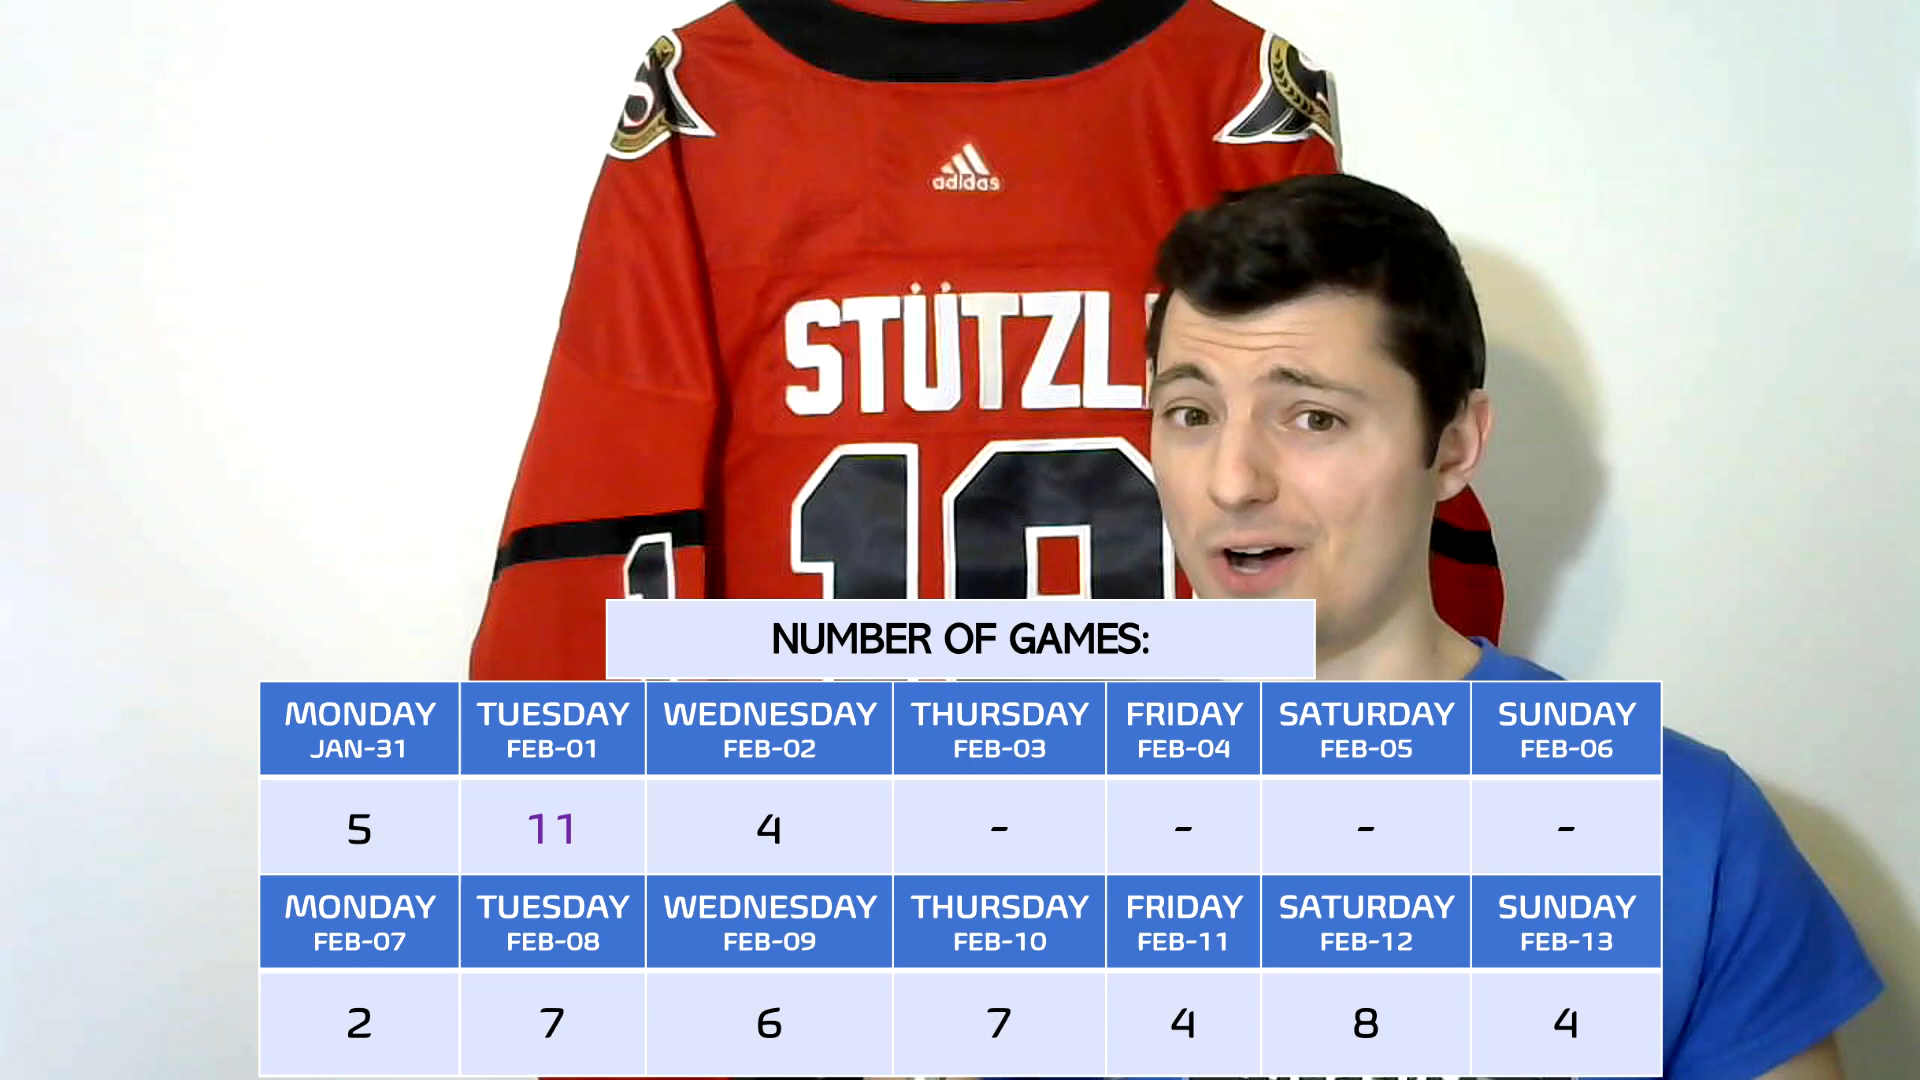 adidas
STÜTZL
18
1
NUMBER OF GAMES:
MONDAY TUESDAY WEDNESDAY THURSDAY FRIDAY SATURDAY SUNDAY
JAN-31 FEB-01 FEB-02 FEB-03 FEB-04 FEB-05 FEB-06
5 11 4 - - - -
MONDAY TUESDAY WEDNESDAY THURSDAY FRIDAY SATURDAY SUNDAY
FEB-07 FEB-08 FEB-09 FEB-10 FEB-11 FEB-12 FEB-13
2 7 6 7 4 8 4